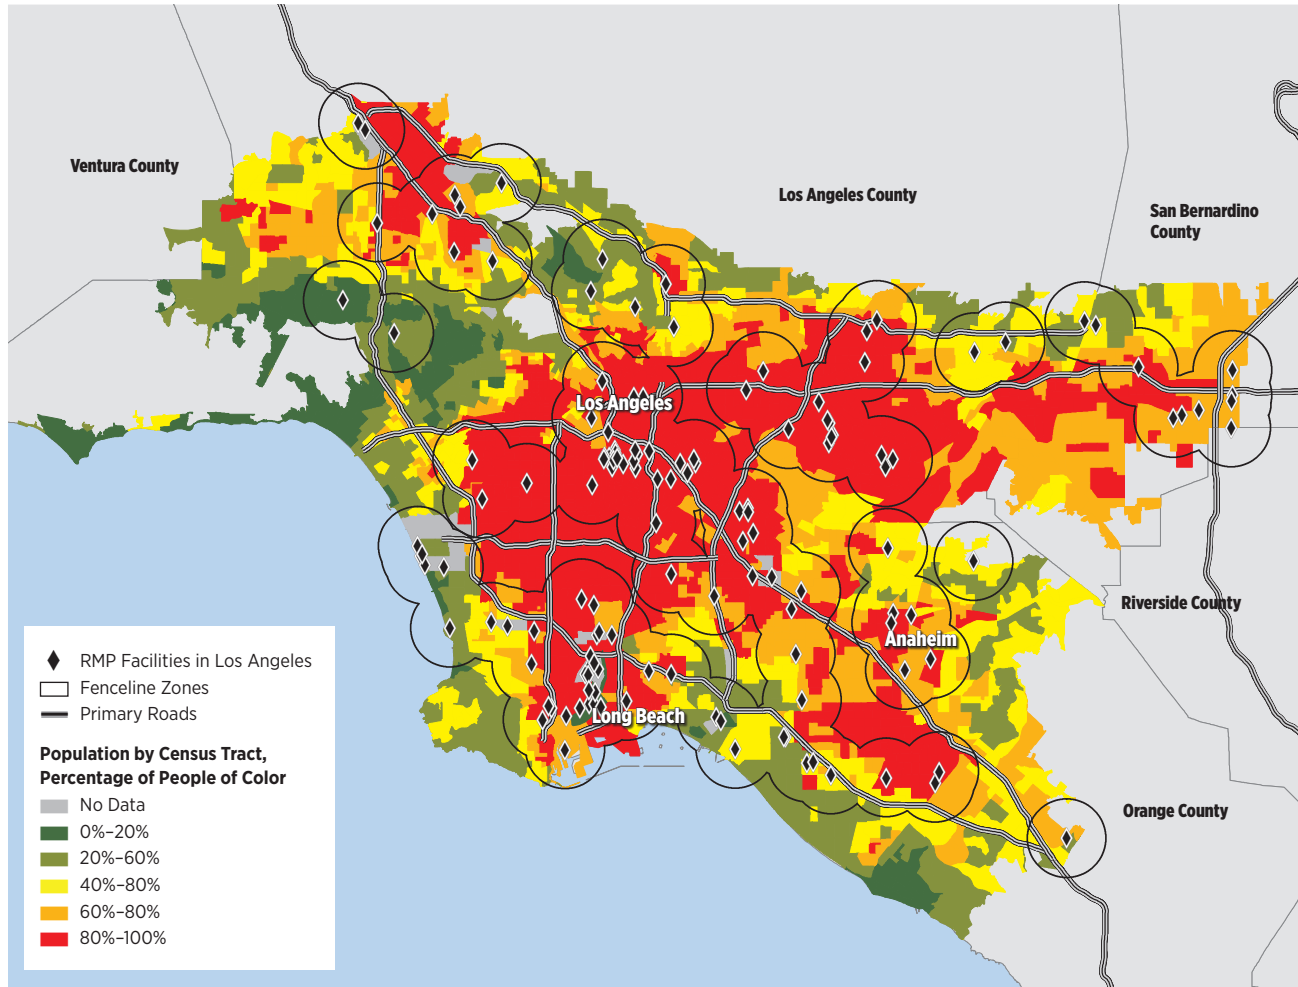 Ventura County
Los Angeles County
San Bernardino
County
Los Angeles
Riverside County
Anaheim
Long Beach
Orange County
RMP Facilities in Los Angeles
Fenceline Zones
Primary Roads
Population by Census Tract,
Percentage of People of Color
No Data
0%–20%
20%–60%
40%–80%
60%–80%
80%–100%